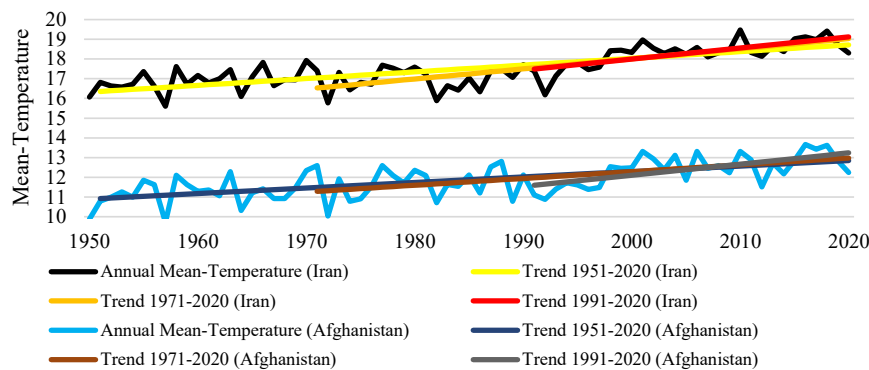 20
19
18
17
16
15
14
13
12
11
10
Mean-Temperature
1950 1960 1970 1980 1990 2000 2010 2020
Annual Mean-Temperature (Iran) Trend 1951-2020 (Iran)
Trend 1971-2020 (Iran) Trend 1991-2020 (Iran)
Annual Mean-Temperature (Afghanistan) Trend 1951-2020 (Afghanistan)
Trend 1971-2020 (Afghanistan) Trend 1991-2020 (Afghanistan)